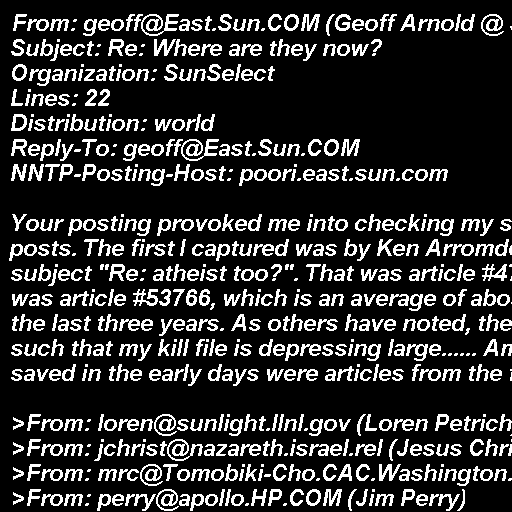 From: geoff@East.Sun.COM (Geoff Arnold @
Subject: Re: Where are they now?
Organization: SunSelect
Lines: 22
Distribution: world
Reply-To: geoff@East.Sun.COM
NNTP-Posting-Host: poori.east.sun.com

Your posting provoked me into checking my s
posts. The first I captured was by Ken Arromd
subject "Re: atheist too?". That was article #47
was article #53766, which is an average of abo
the last three years. As others have noted, the
such that my kill file is depressing large...... Am
saved in the early days were articles from the

>From: loren@sunlight.llnl.gov (Loren Petrich
>From: jchrist@nazareth.israel.rel (Jesus Chri
>From: mrc@Tomobiki-Cho.CAC.Washington.
>From: perry@apollo.HP.COM (Jim Perry)